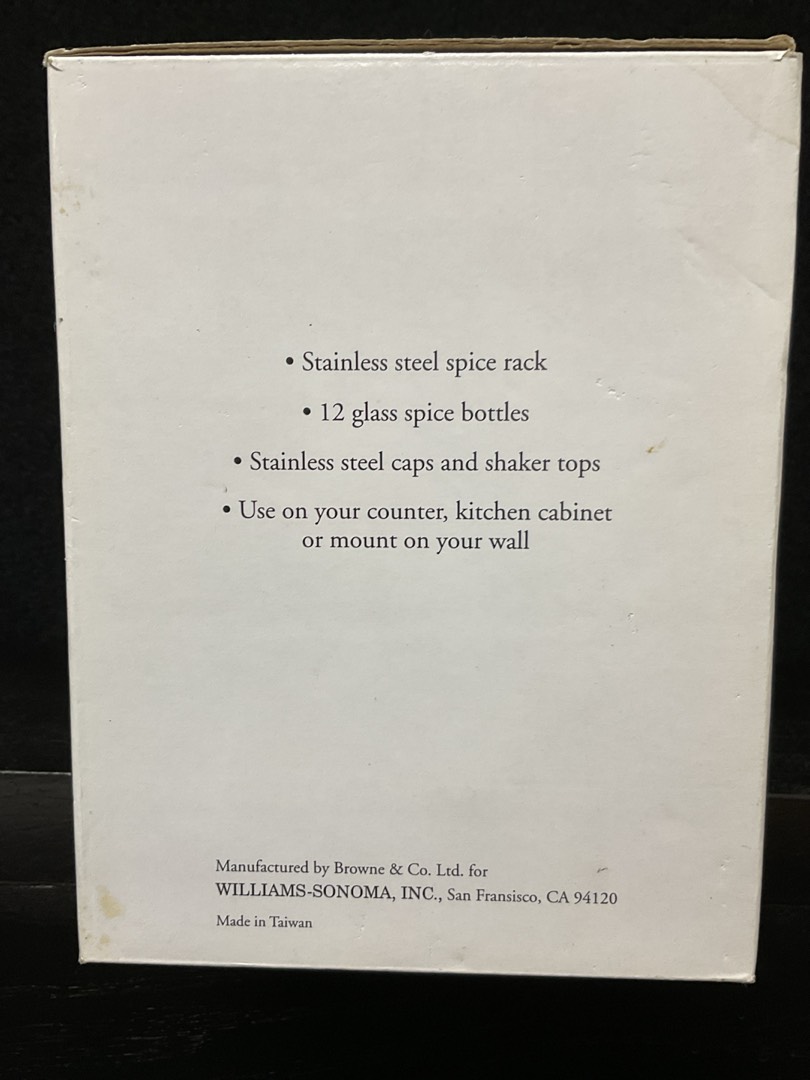 • Stainless steel spice rack
• 12 glass spice bottles
• Stainless steel caps and shaker tops
• Use on your counter, kitchen cabinet
or mount on your wall
Manufactured by Browne & Co. Ltd. for
WILLIAMS-SONOMA, INC., San Fransisco, CA 94120
Made in Taiwan